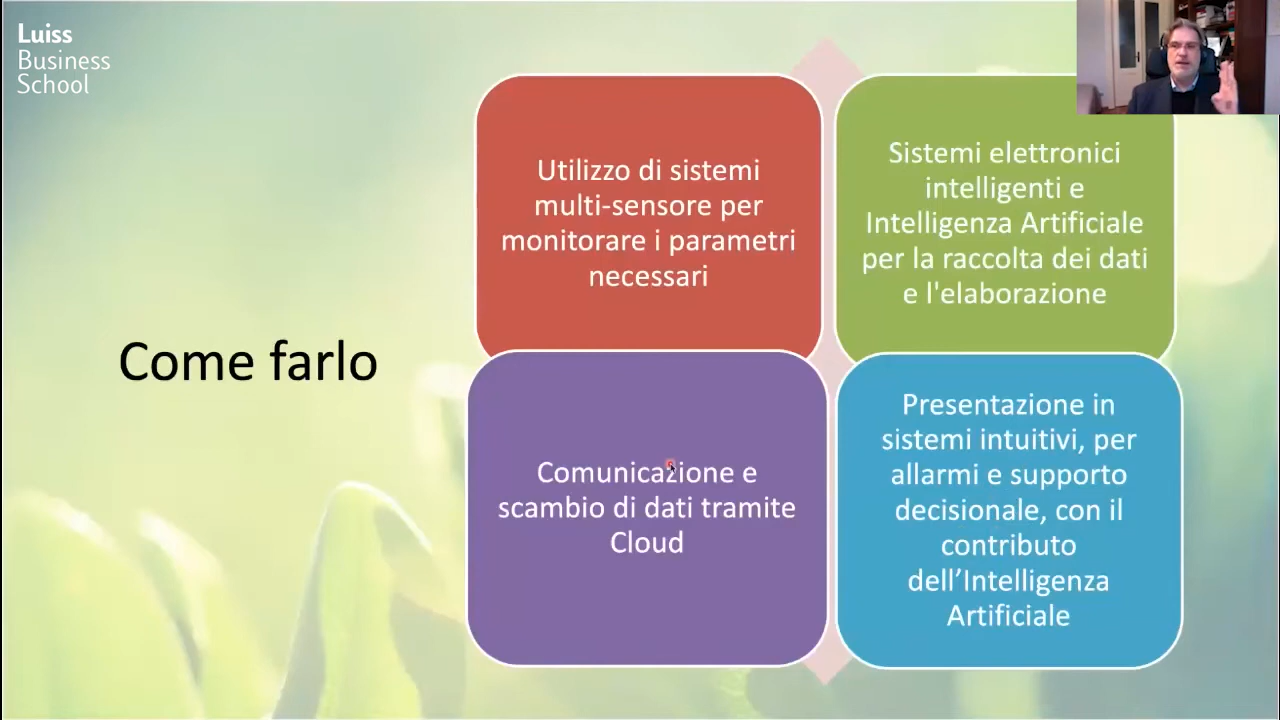 Luiss
Business
School
Come farlo
Utilizzo di sistemi
multi-sensore per
monitorare i parametri
necessari
Sistemi elettronici
intelligenti e
Intelligenza Artificiale
per la raccolta dei dati
e l'elaborazione
Comunicazione e
scambio di dati tramite
Cloud
Presentazione in
sistemi intuitivi, per
allarmi e supporto
decisionale, con il
contributo
dell’Intelligenza
Artificiale